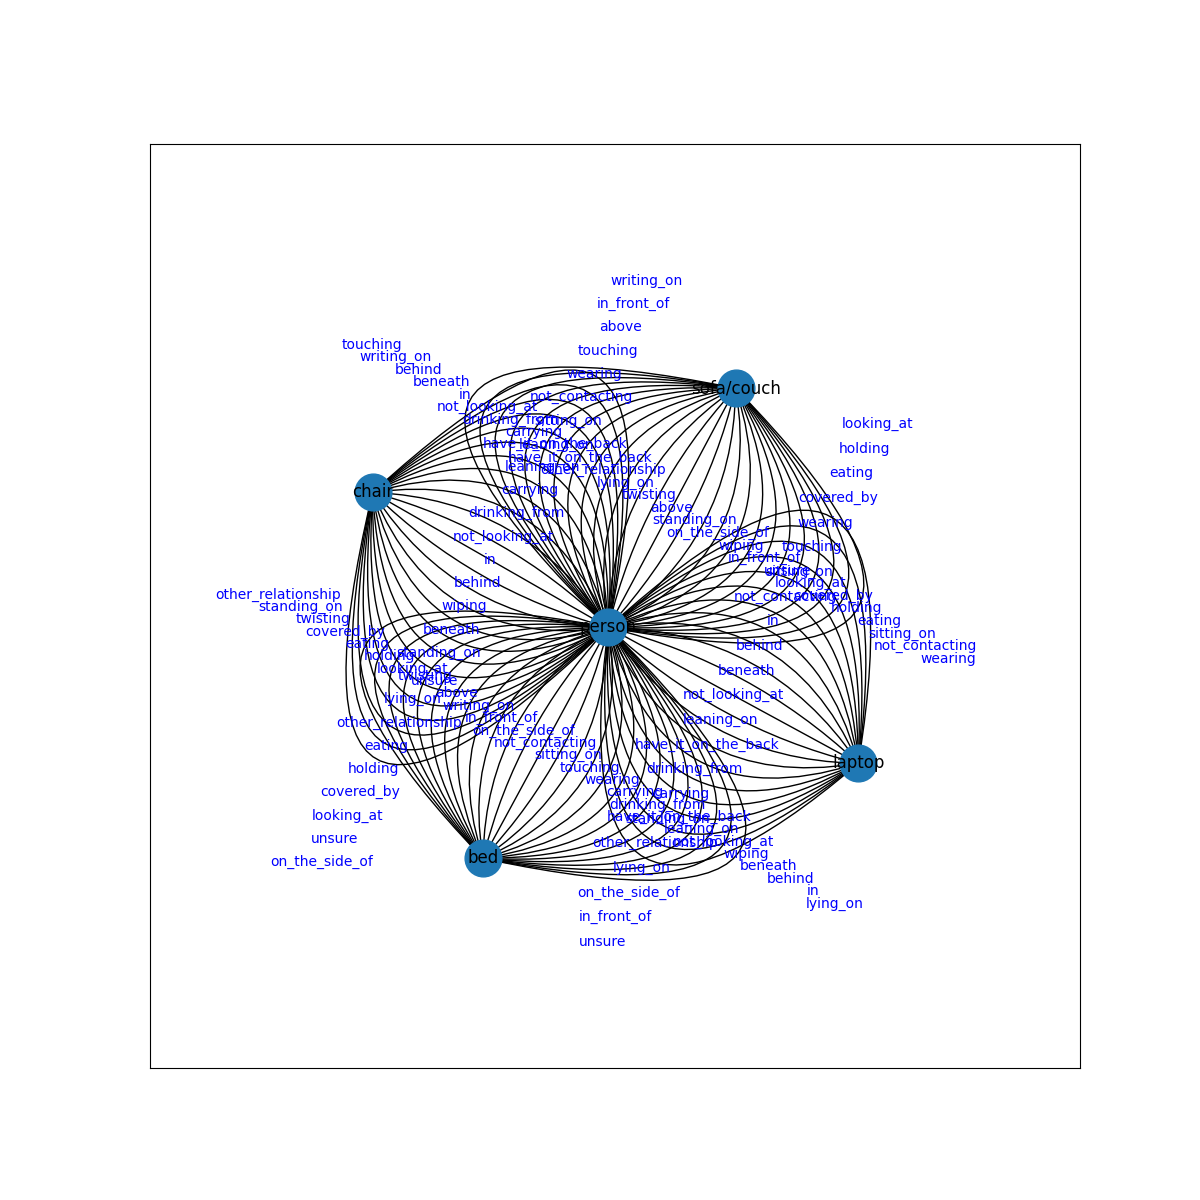 writing_on
in_front_of
above
touching
touching
writing_on
behind
wearing
beneath
in
not_contacting
not_looking_at
drinking_from
sitting_on
looking_at
carrying
have_it_on_the_back
leaning_on
holding
have_it_on_the_back
leaning_on
other_relationship
eating
lying_on
carrying
twisting
covered_by
above
drinking_from
standing_on
wearing
on_the_side_of
not_looking_at
wiping
touching
in
in_front_of
unsure
sitting_on
behind
looking_at
other_relationship
not_contacting
covered_by
standing_on
wiping
holding
twisting
in
eating
covered_by
beneath
sitting_on
eating
behind
not_contacting
holding
standing_on
wearing
looking_at
beneath
twisting
unsure
above
not_looking_at
lying_on
writing_on
in_front_of
leaning_on
other_relationship
on_the_side_of
eating
not_contacting
have_it_on_the_back
sitting_on
holding
touching
drinking_from
wearing
covered_by
carrying
carrying
drinking_from
looking_at
have_it_on_the_back
standing_on
leaning_on
unsure
other_relationship
not_looking_at
wiping
on_the_side_of
lying_on
beneath
behind
on_the_side_of
in
lying_on
in_front_of
unsure
sofa/couch
chair
person
laptop
bed